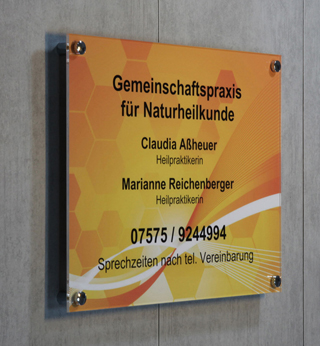 Gemeinschaftspraxis
für Naturheilkunde
Claudia Aßheuer
Heilpraktikerin
Marianne Reichenberger
Heilpraktikerin
07575 / 9244994
Sprechzeiten nach tel. Vereinbarung